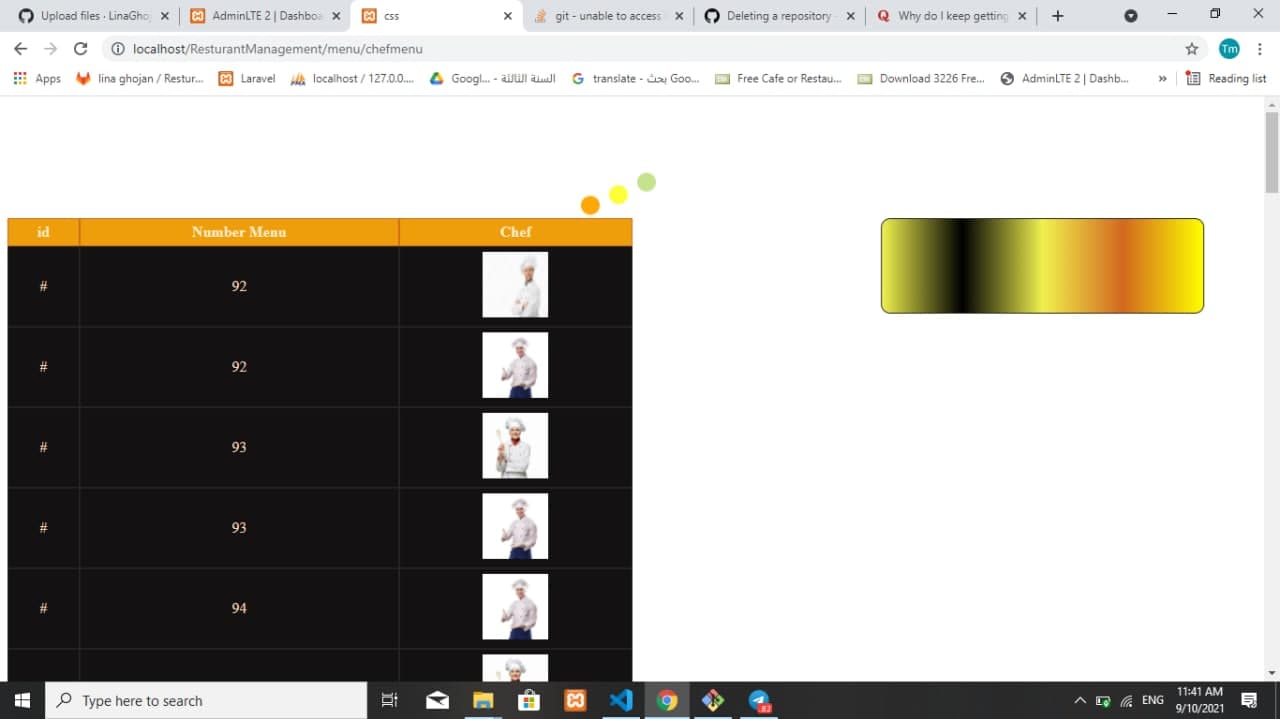 Upload files · LinaGhoj
AdminLTE 2 | Dashboa
css
git - unable to access
Deleting a repository
Why do I keep getting
localhost/ResturantManagement/menu/chefmenu
Tm
Apps
lina ghojan / Restur...
Laravel
localhost / 127.0.0....
Googl... - السنة الثالثة
translate - بحث Goo...
Free Cafe or Restau...
Download 3226 Fre...
AdminLTE 2 | Dashb...
»
Reading list
id Number Menu Chef
# 92
# 92
# 93
# 93
# 94
Type here to search
82
ENG
11:41 AM
9/10/2021